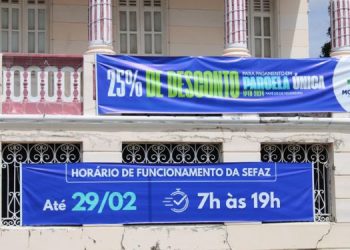 25% DE DESCONTO
PARA PAGAMENTO EM
PARCELA ÚNICA
HORÁRIO DE FUNCIONAMENTO DA SEFAZ
Até 29/02
7h às 19h